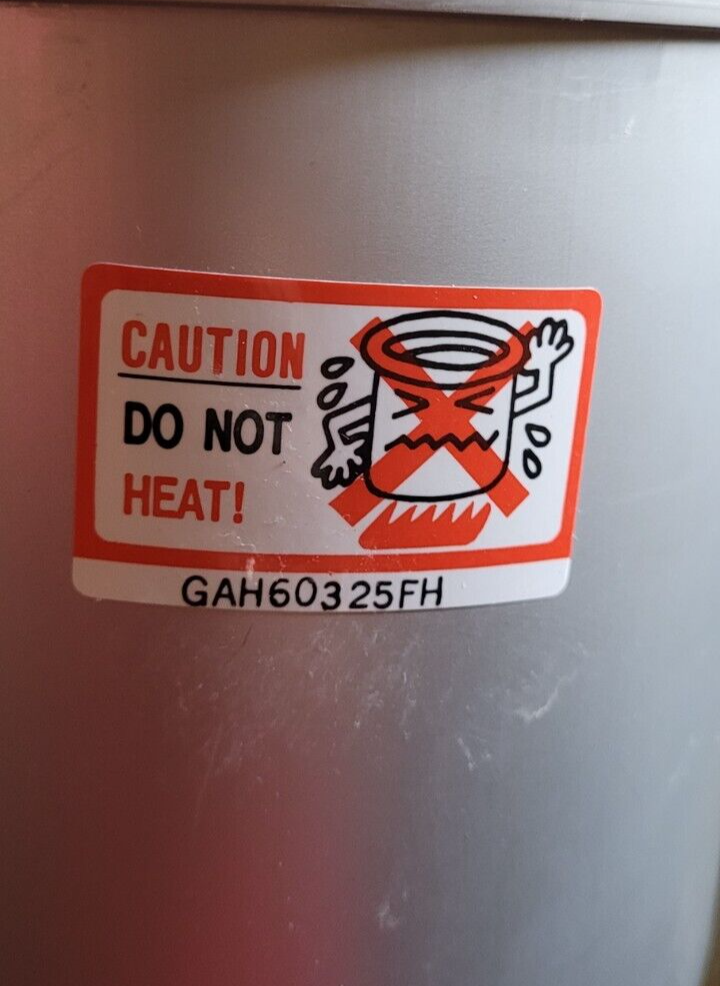 CAUTION
DO NOT
HEAT!
GAH60325FH